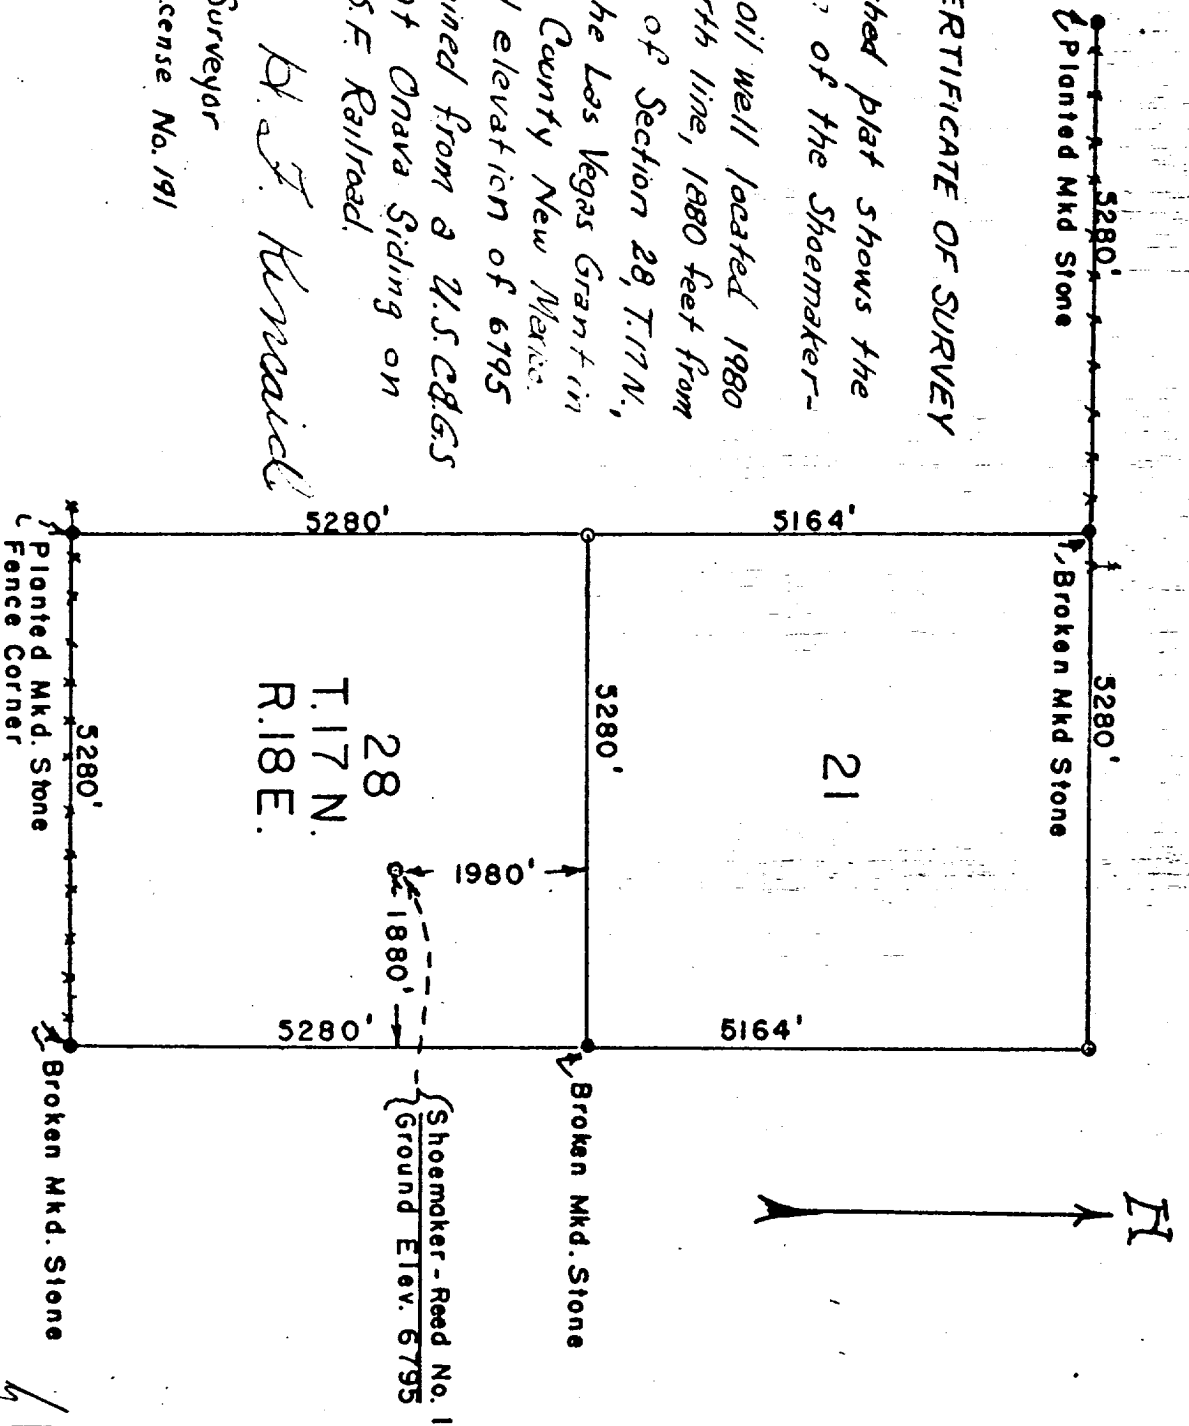 Planted Mkd Stone
5280'
ERTIFICATE OF SURVEY
hed plat shows the
of the Shoemaker-
oil well located 1980
rth line, 1880 feet from
of Section 28, T.17N.,
he Las Vegas Grant in
County New Mexico.
l elevation of 6795
ined from a U.S.C.&G.S
at Onava Siding on
S.F. Railroad.
Surveyor
cense No. 191
5280'
Broken Mkd Stone
5164'
21
5164'
5280'
Broken Mkd. Stone
5280'
28
T.17N.
R.18E.
1980'
1880'
5280'
Shoemaker-Reed No. 1
Ground Elev. 6795
5280'
Planted Mkd. Stone
Fence Corner
Broken Mkd. Stone